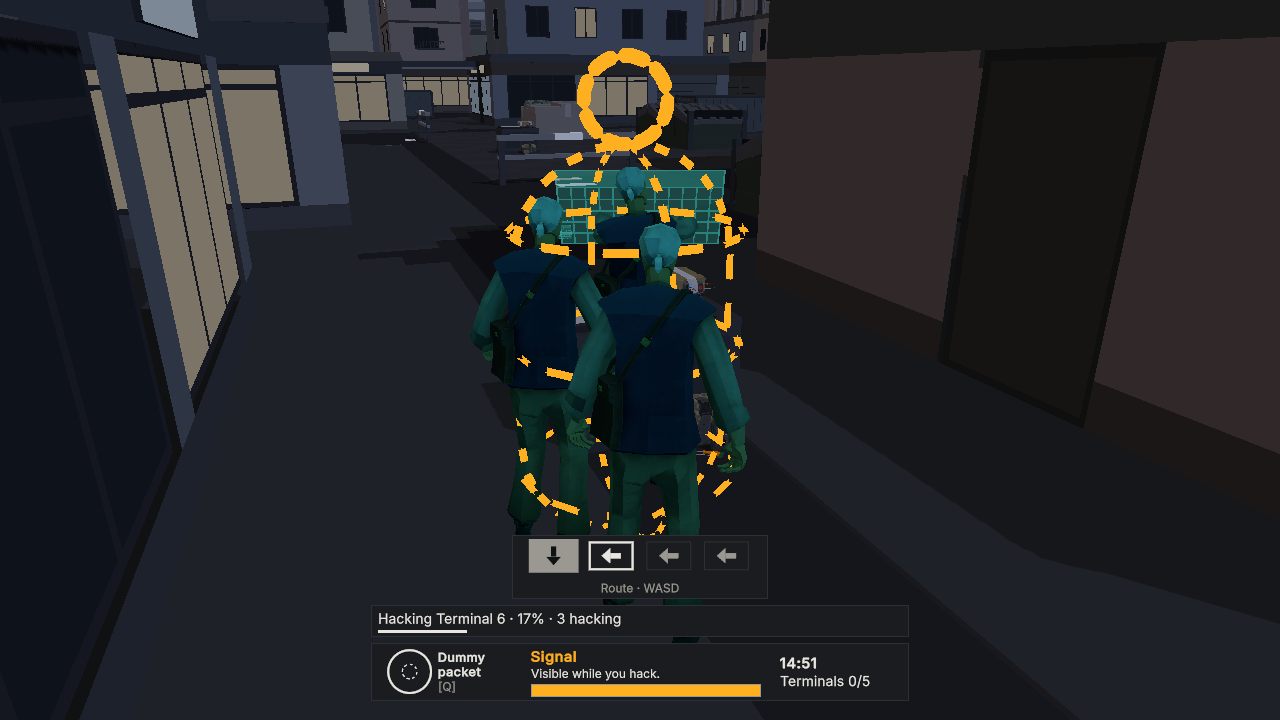 Route · WASD
Hacking Terminal 6 · 17% · 3 hacking
Dummy
packet
[Q]
Signal
Visible while you hack.
14:51
Terminals 0/5